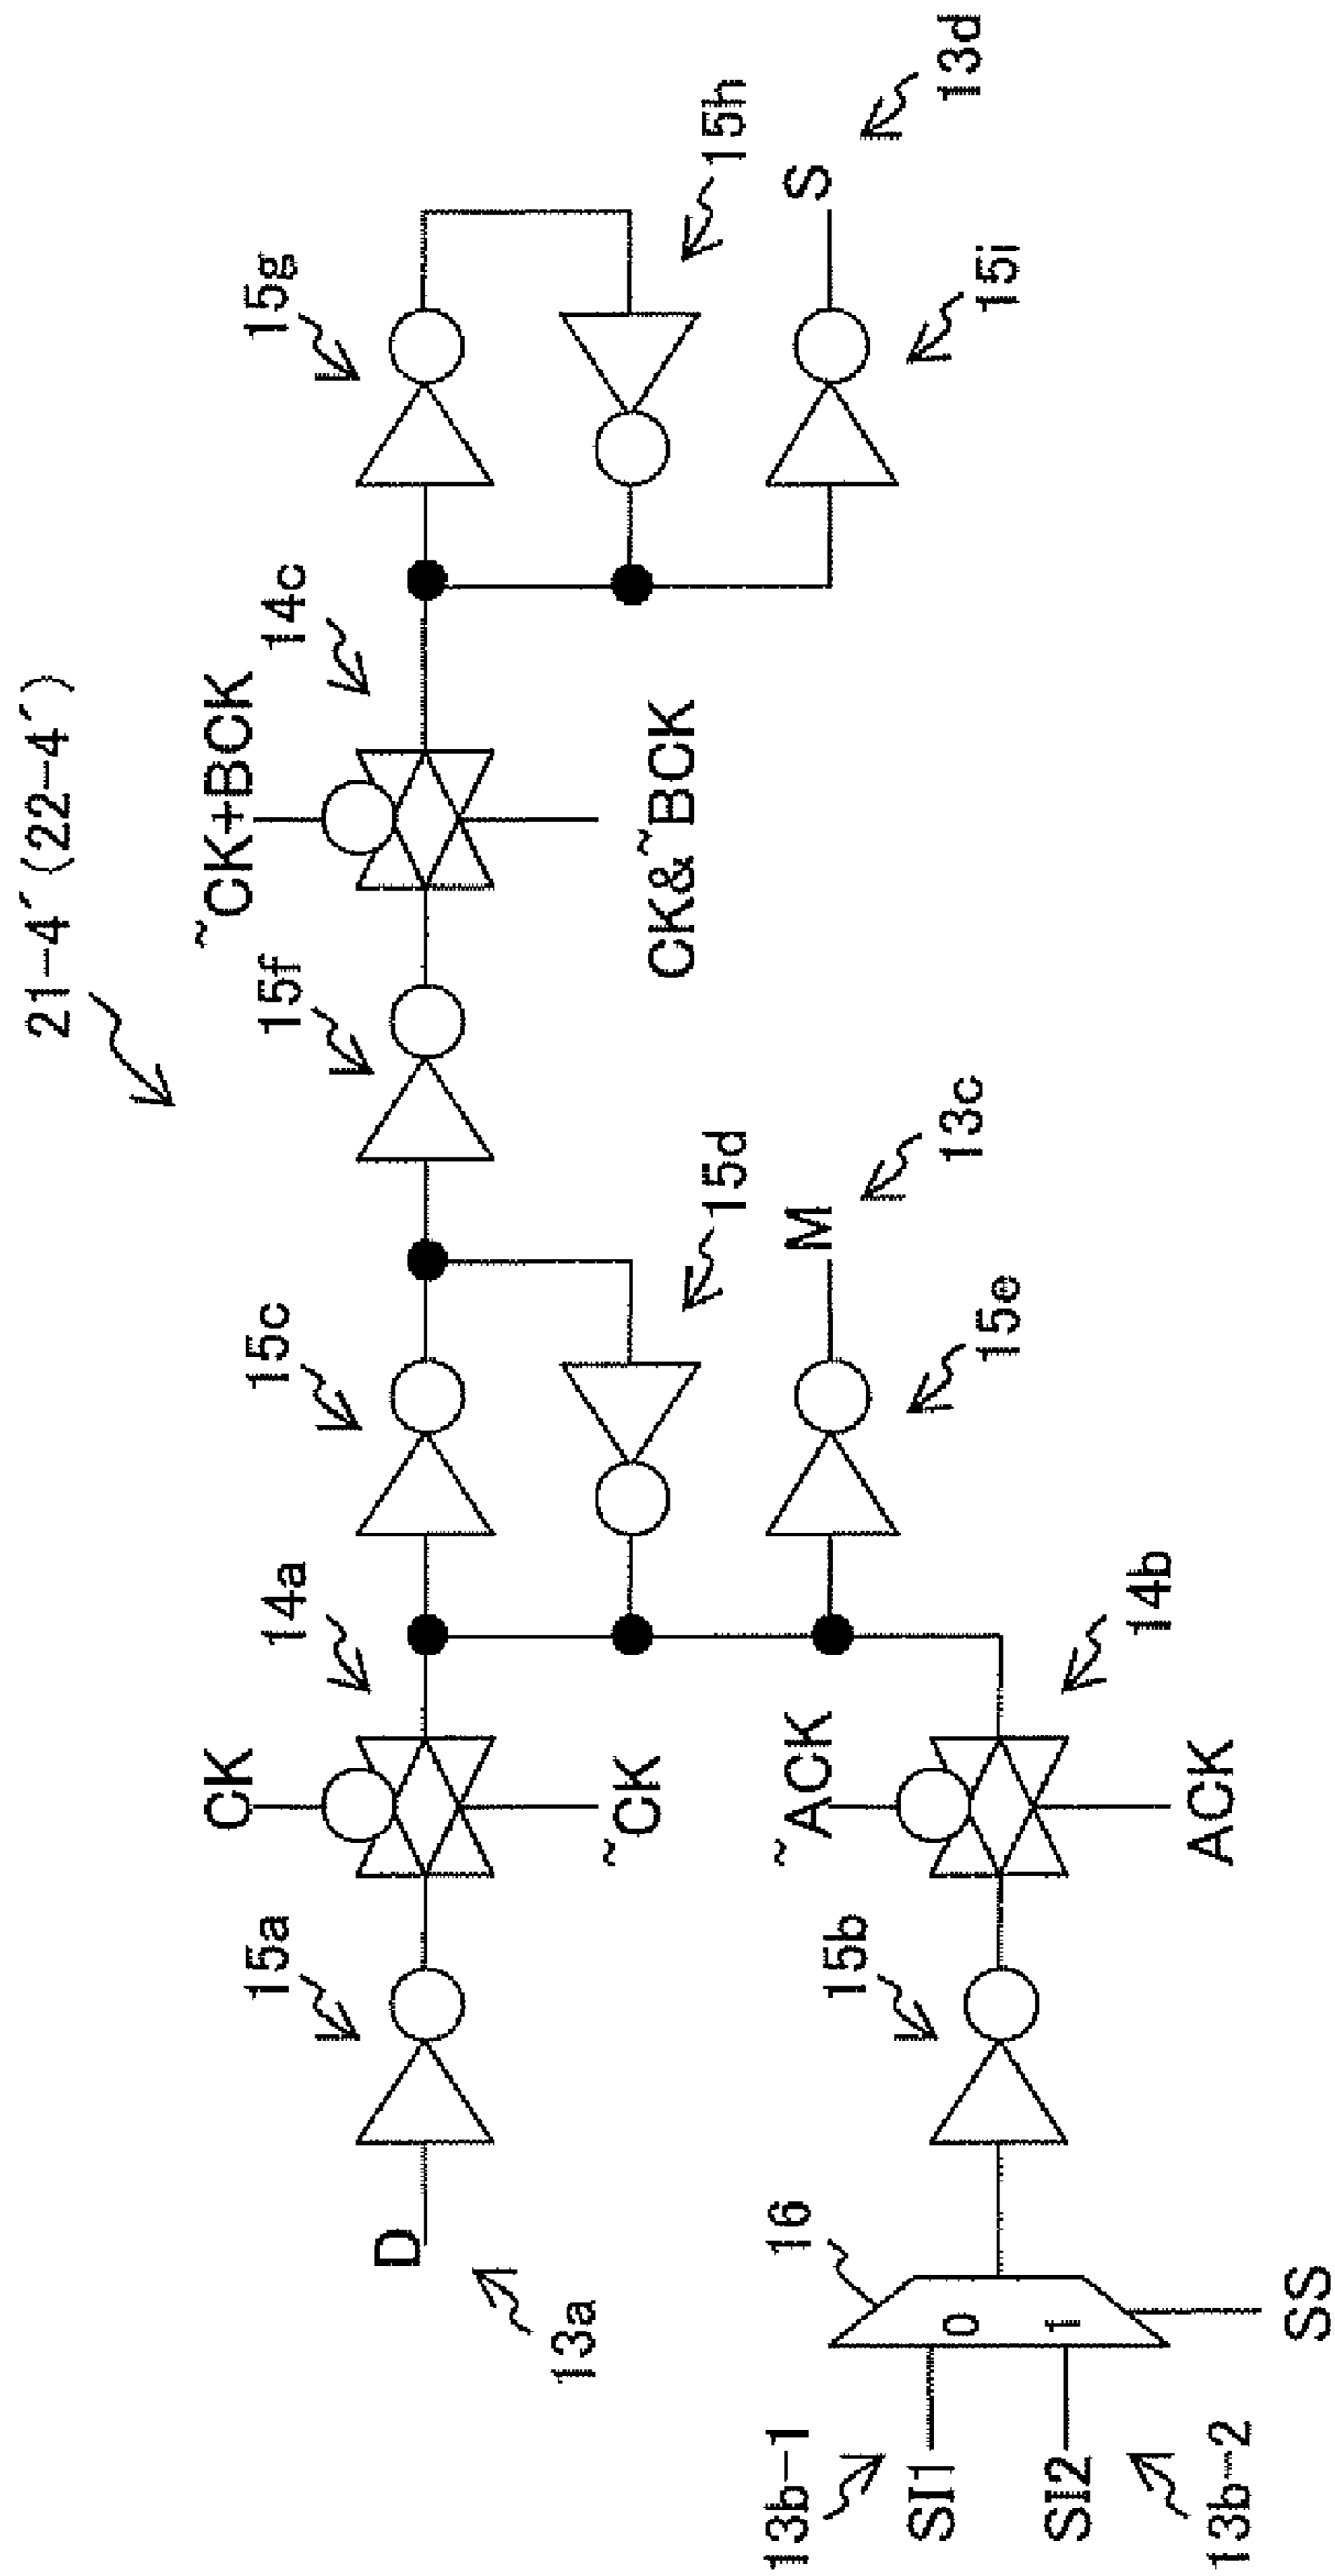 21-4´(22-4´)
15a
CK
14a
15c
15f
~CK+BCK
14c
15g
D
13a
~CK
15d
CK&~BCK
15h
13b-1
SI1
16
0
15b
~ACK
M
13c
S
13d
SI2
1
13b-2
SS
ACK
14b
15e
15i